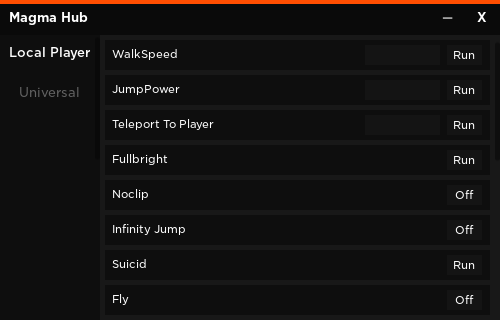 Magma Hub — X
Local Player
Universal
WalkSpeed Run
JumpPower Run
Teleport To Player Run
Fullbright Run
Noclip Off
Infinity Jump Off
Suicid Run
Fly Off